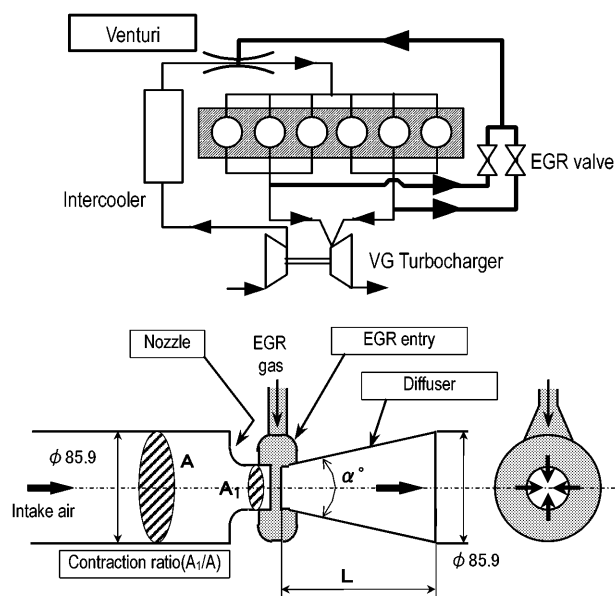 Venturi
EGR valve
Intercooler
VG Turbocharger
Nozzle
EGR
gas
EGR entry
Diffuser
φ 85.9
A
A₁
α°
Intake air
φ 85.9
Contraction ratio(A₁/A)
L